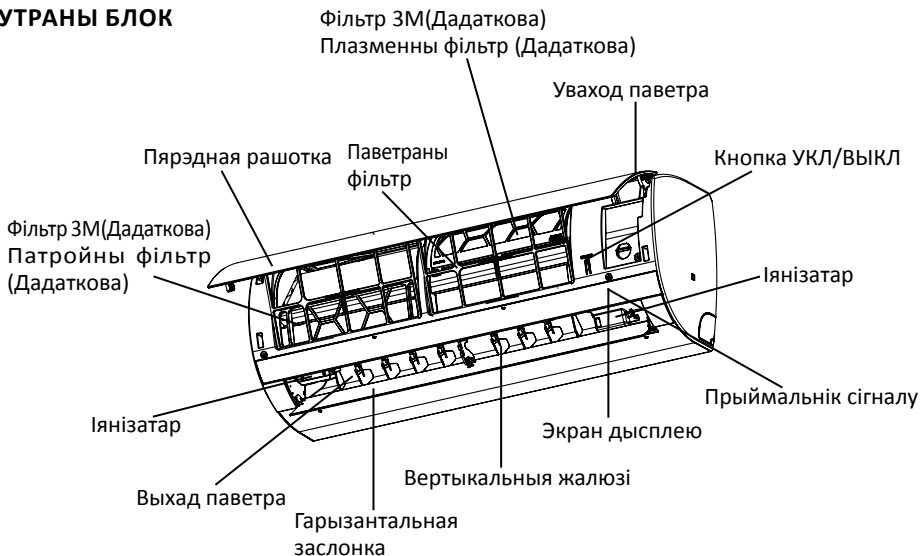 УТРАНЫ БЛОК
Фільтр 3М(Дадаткова)
Плазменны фільтр (Дадаткова)
Уваход паветра
Пярэдная рашотка
Паветраны
фільтр
Кнопка УКЛ/ВЫКЛ
Фільтр 3М(Дадаткова)
Патройны фільтр
(Дадаткова)
Іянізатар
Іянізатар
Прыймальнік сігналу
Экран дысплею
Вертыкальныя жалюзі
Выхад паветра
Гарызантальная
заслонка